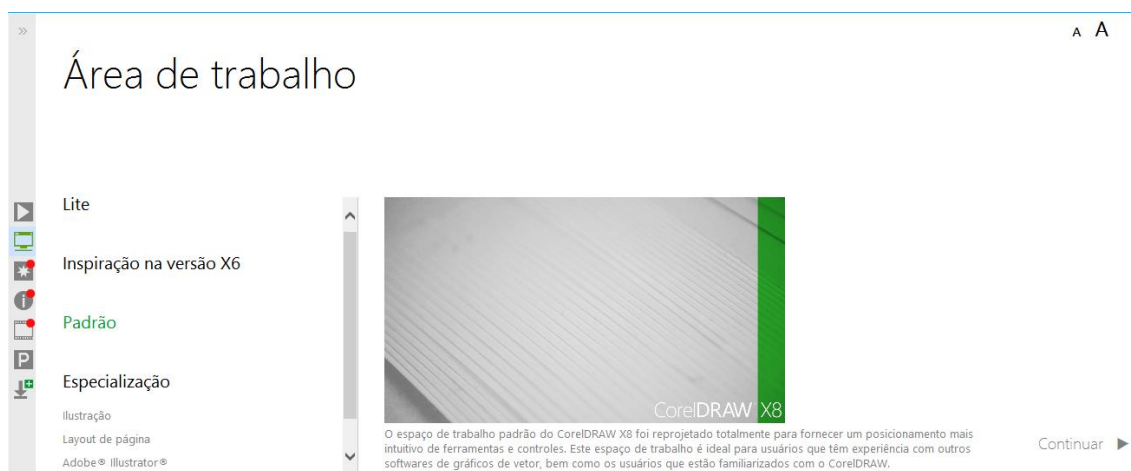 »
A A
Área de trabalho
Lite
Inspiração na versão X6
Padrão
Especialização
Ilustração
Layout de página
Adobe® Illustrator®
CorelDRAW X8
O espaço de trabalho padrão do CorelDRAW X8 foi reprojetado totalmente para fornecer um posicionamento mais
intuitivo de ferramentas e controles. Este espaço de trabalho é ideal para usuários que têm experiência com outros
softwares de gráficos de vetor, bem como os usuários que estão familiarizados com o CorelDRAW.
Continuar
P